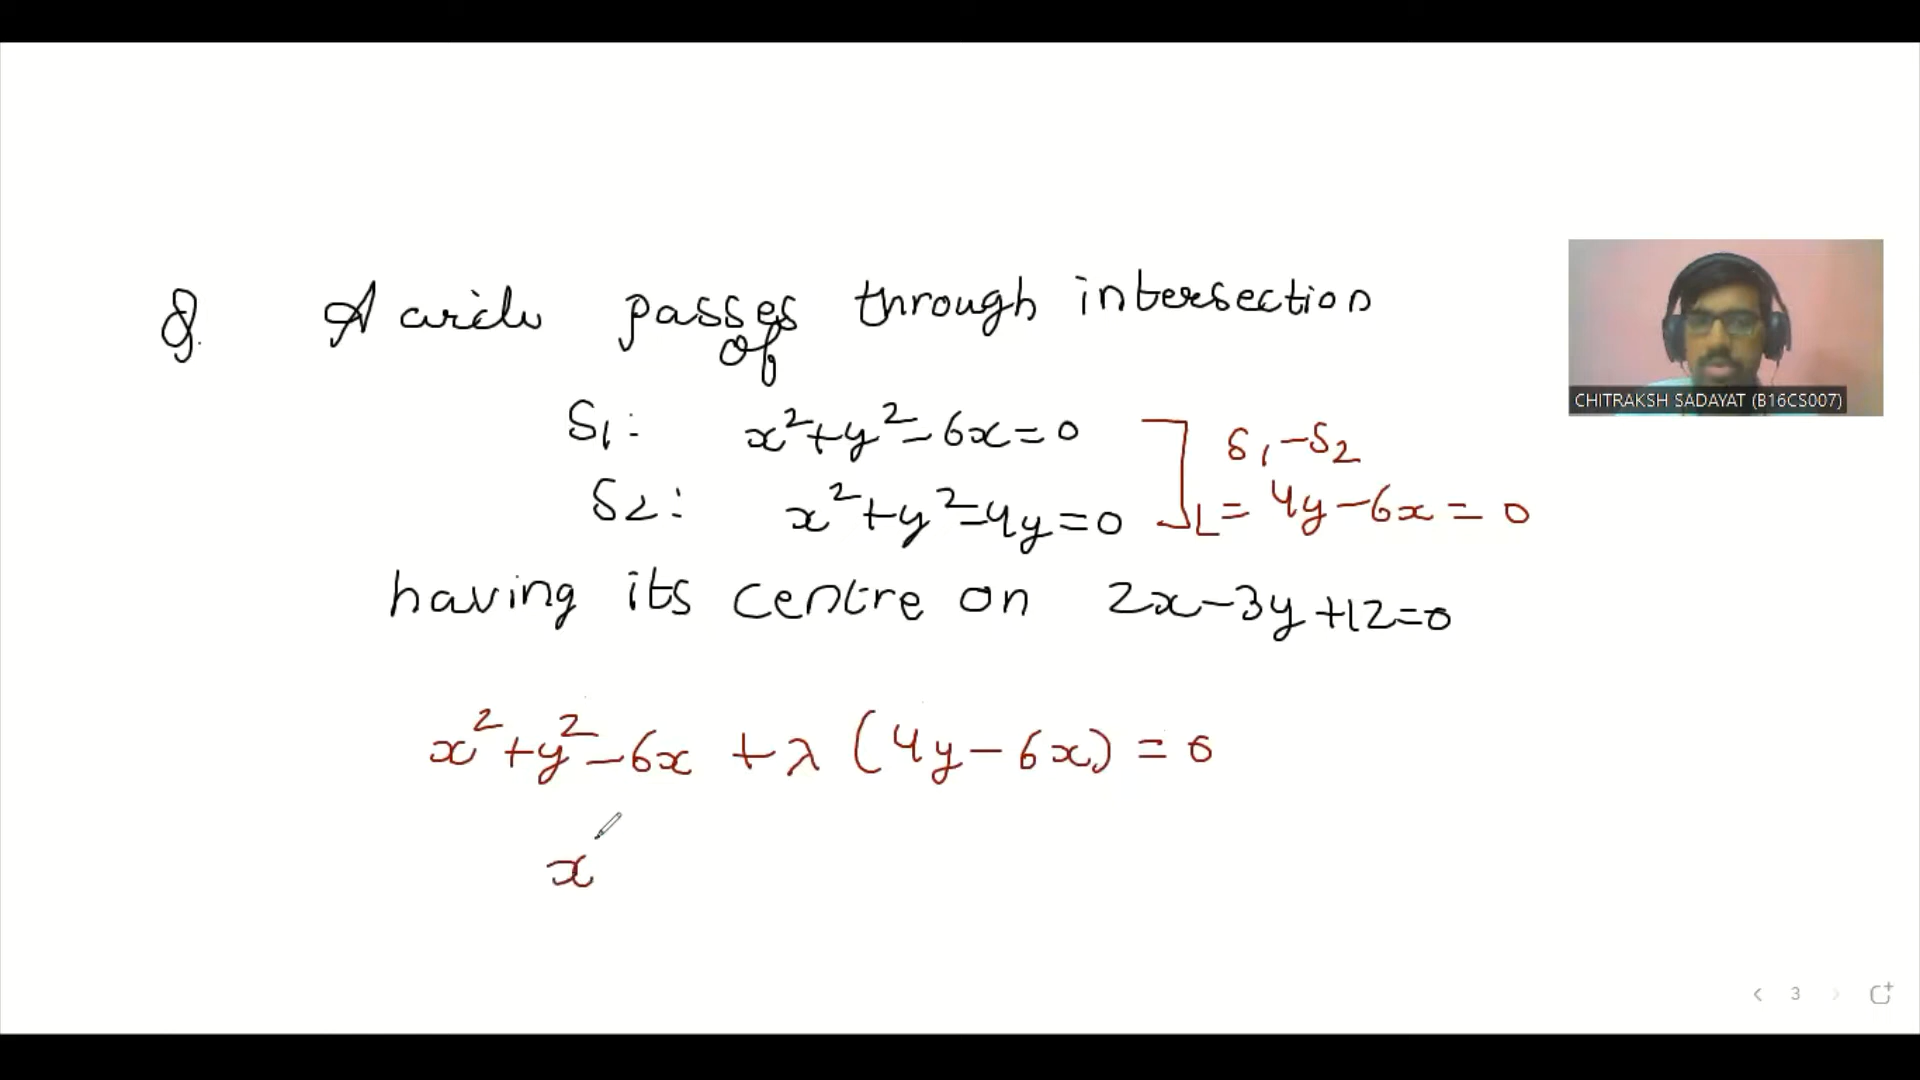 Q. A circle passes through intersection
of
S₁: x²+y²-6x=0
S₁-S₂
S₂: x²+y²-4y=0
L= 4y-6x=0
having its centre on 2x-3y+12=0
x²+y²-6x+λ(4y-6x)=0
x
CHITRAKSH SADAYAT (B16CS007)
< 3 >